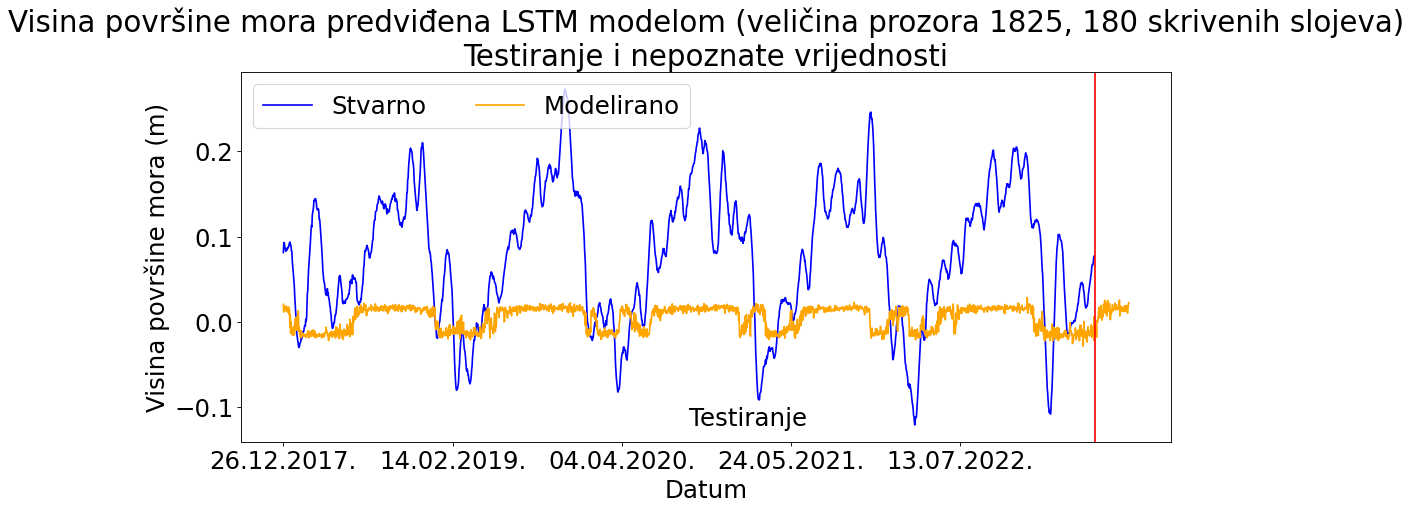 Visina površine mora predviđena LSTM modelom (veličina prozora 1825, 180 skrivenih slojeva)
Testiranje i nepoznate vrijednosti
Stvarno
Modelirano
Visina površine mora (m)
0.2
0.1
0.0
−0.1
Testiranje
26.12.2017.
14.02.2019.
04.04.2020.
24.05.2021.
13.07.2022.
Datum